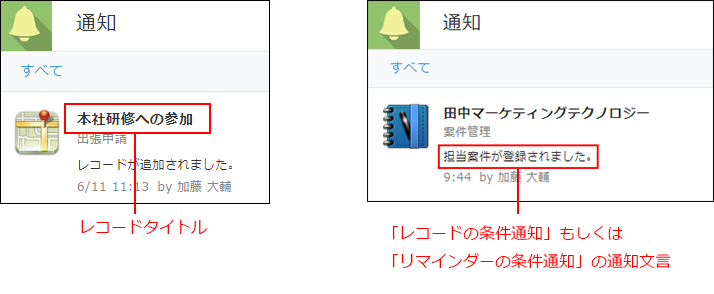 通知
すべて
本社研修への参加
出張申請
レコードが追加されました。
6/11 11:13 by 加藤 大輔
レコードタイトル
通知
すべて
田中マーケティングテクノロジー
案件管理
担当案件が登録されました。
9:44 by 加藤 大輔
「レコードの条件通知」もしくは
「リマインダーの条件通知」の通知文言